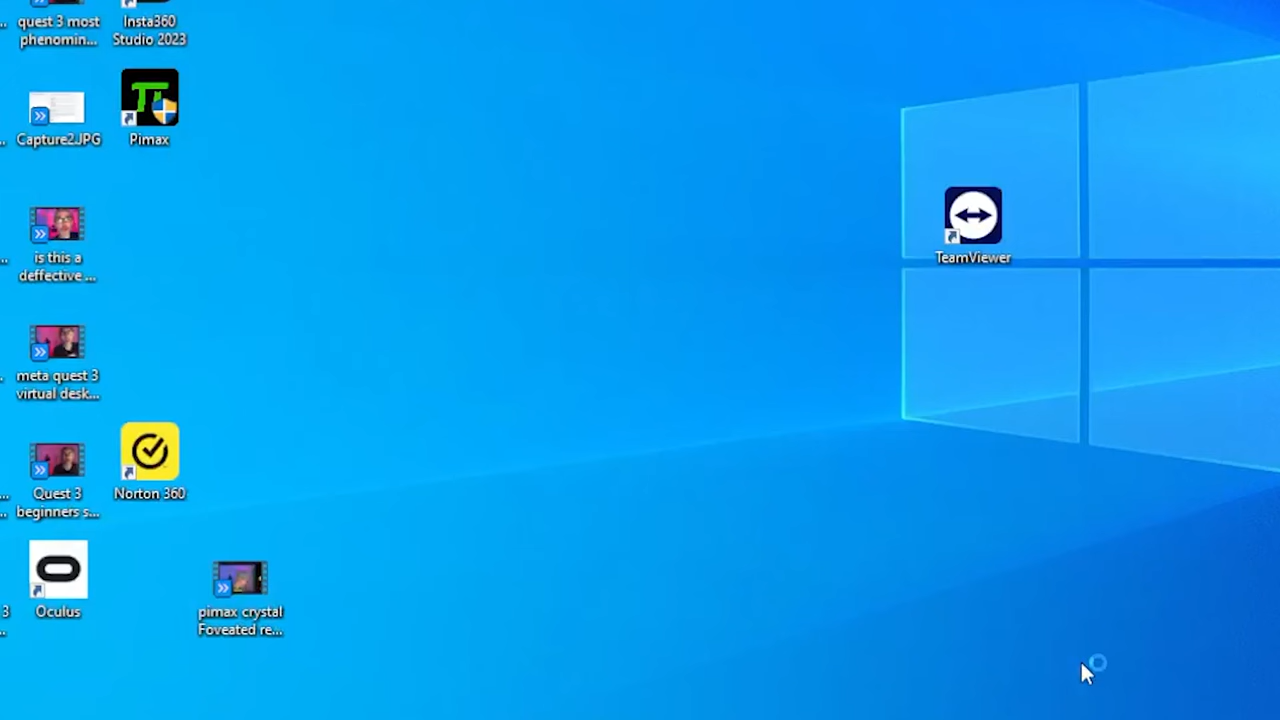 quest 3 most
phenomin...
Insta360
Studio 2023
Capture2.JPG
Pimax
is this a
deffective ...
TeamViewer
meta quest 3
virtual desk...
Quest 3
beginners s...
Norton 360
Oculus
3
pimax crystal
Foveated re...